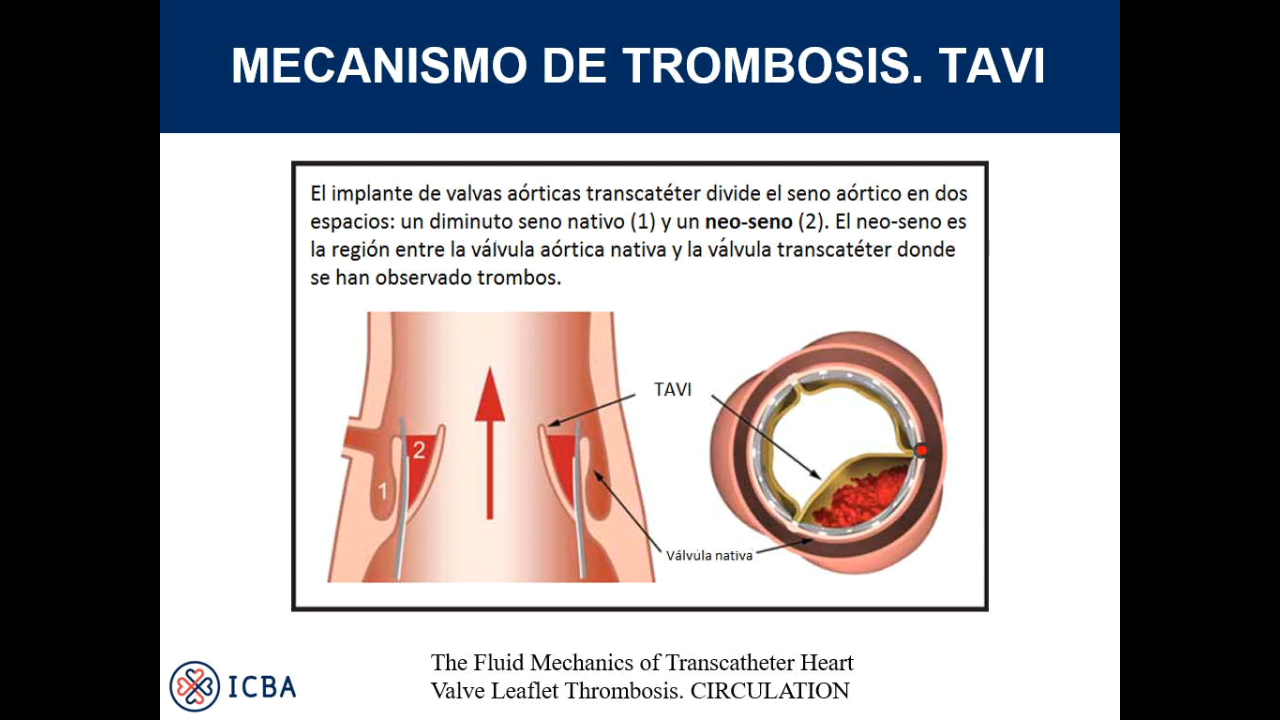 MECANISMO DE TROMBOSIS. TAVI
El implante de valvas aórticas transcatéter divide el seno aórtico en dos
espacios: un diminuto seno nativo (1) y un neo-seno (2). El neo-seno es
la región entre la válvula aórtica nativa y la válvula transcatéter donde
se han observado trombos.
TAVI
2
1
Válvula nativa
The Fluid Mechanics of Transcatheter Heart
Valve Leaflet Thrombosis. CIRCULATION
ICBA